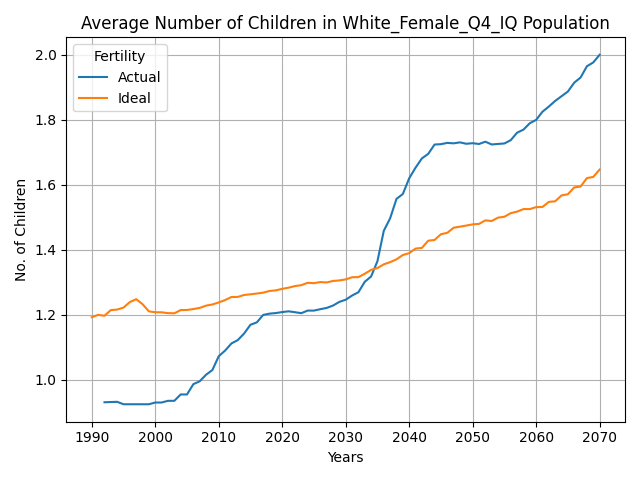 Average Number of Children in White_Female_Q4_IQ Population
Fertility
Actual
Ideal
2.0
1.8
1.6
1.4
1.2
1.0
No. of Children
1990 2000 2010 2020 2030 2040 2050 2060 2070
Years